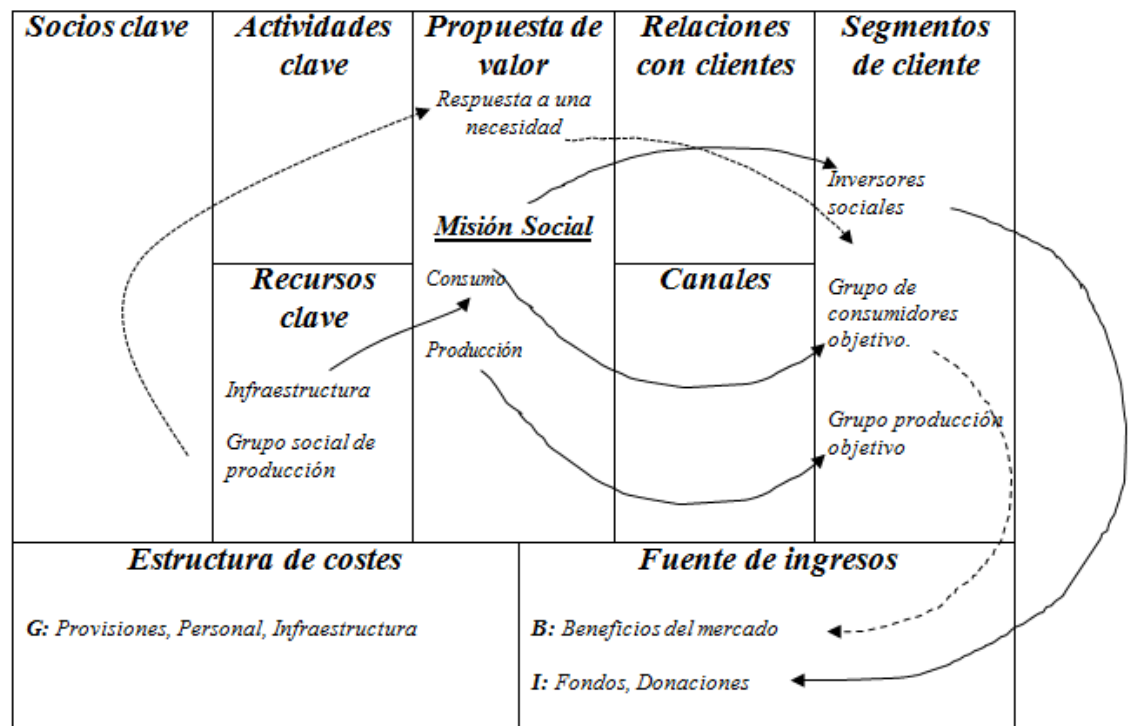 Socios clave
Actividades
clave
Propuesta de
valor
Respuesta a una
necesidad
Misión Social
Consumo
Producción
Relaciones
con clientes
Segmentos
de cliente
Inversores
sociales
Grupo de
consumidores
objetivo.
Grupo producción
objetivo
Recursos
clave
Infraestructura
Grupo social de
producción
Canales
Estructura de costes
G: Provisiones, Personal, Infraestructura
Fuente de ingresos
B: Beneficios del mercado
I: Fondos, Donaciones